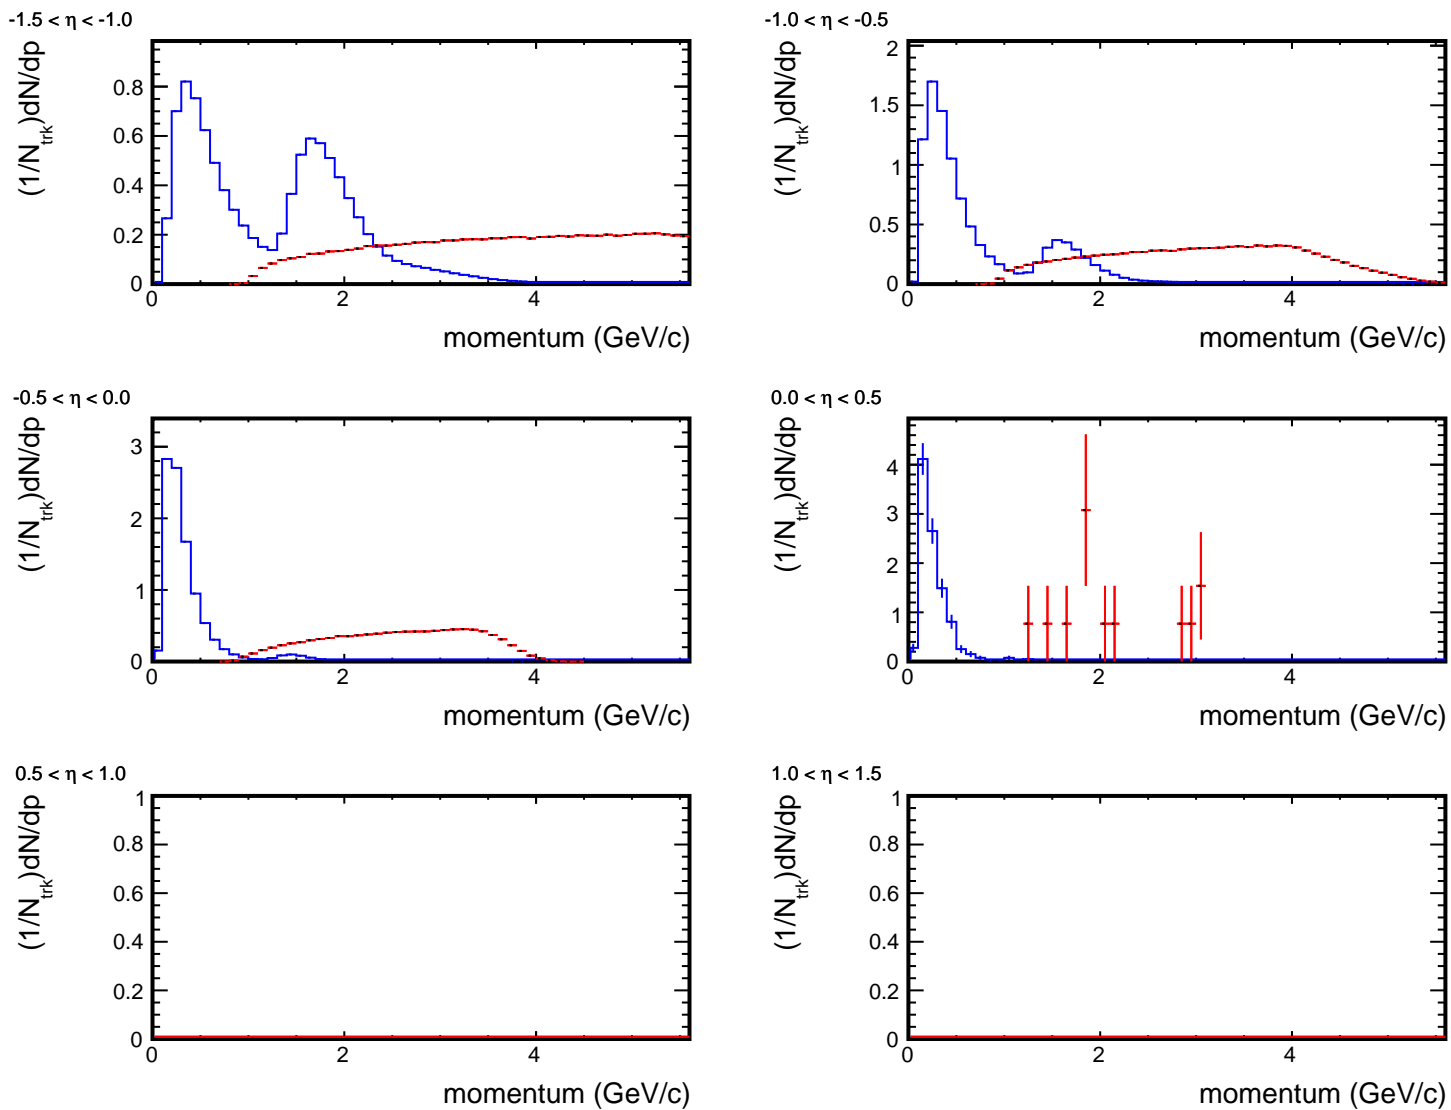 -1.5 < η < -1.0
(1/N_trk)dN/dp
0.8
0.6
0.4
0.2
0
0 2 4
momentum (GeV/c)
-1.0 < η < -0.5
(1/N_trk)dN/dp
2
1.5
1
0.5
0
0 2 4
momentum (GeV/c)
-0.5 < η < 0.0
(1/N_trk)dN/dp
3
2
1
0
0 2 4
momentum (GeV/c)
0.0 < η < 0.5
(1/N_trk)dN/dp
4
3
2
1
0
0 2 4
momentum (GeV/c)
0.5 < η < 1.0
(1/N_trk)dN/dp
1
0.8
0.6
0.4
0.2
0
0 2 4
momentum (GeV/c)
1.0 < η < 1.5
(1/N_trk)dN/dp
1
0.8
0.6
0.4
0.2
0
0 2 4
momentum (GeV/c)